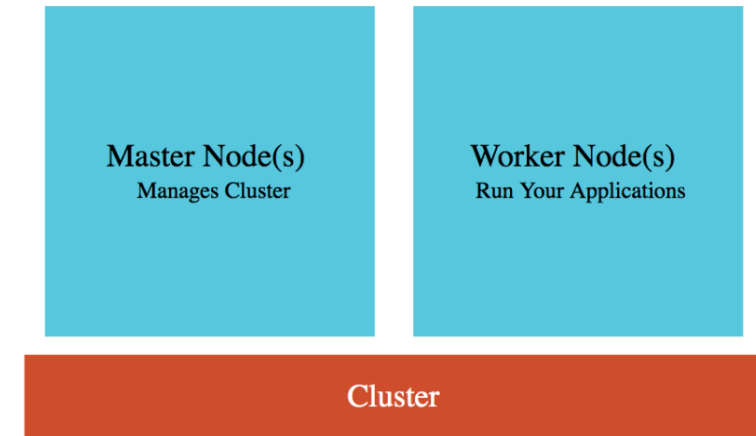 Master Node(s)
Manages Cluster
Worker Node(s)
Run Your Applications
Cluster